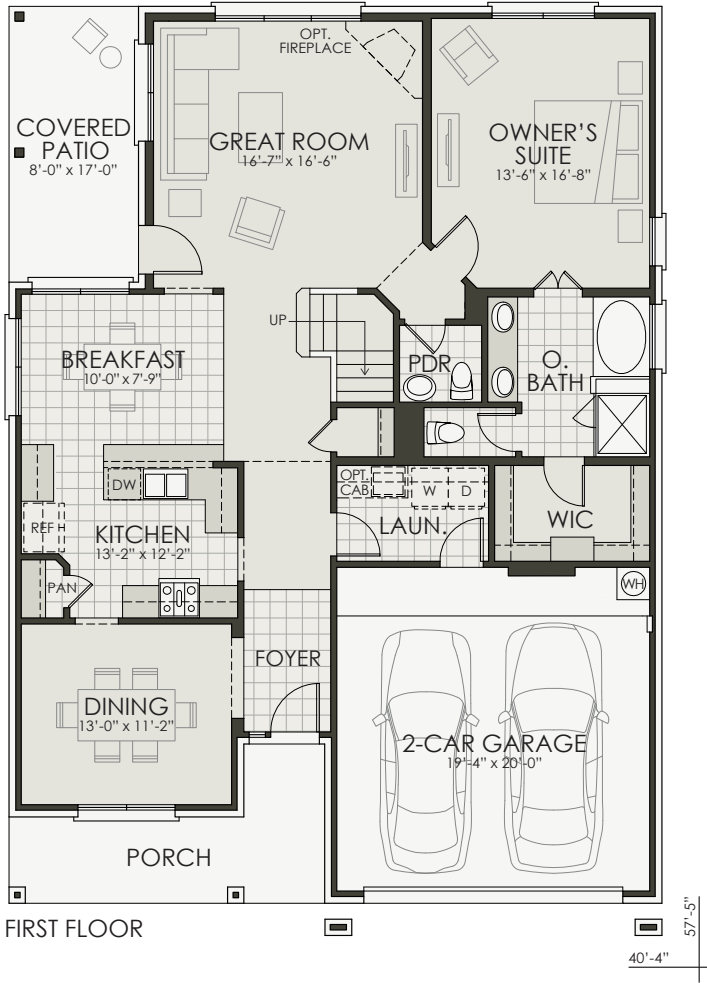 OPT.
FIREPLACE
COVERED
PATIO
8'-0" x 17'-0"
GREAT ROOM
16'-7" x 16'-6"
OWNER'S
SUITE
13'-6" x 16'-8"
UP
BREAKFAST
10'-0" x 7'-9"
PDR
O.
BATH
DW
OPT.
CAB.
W
D
REF
KITCHEN
13'-2" x 12'-2"
LAUN.
WIC
PAN
WH
FOYER
DINING
13'-0" x 11'-2"
2-CAR GARAGE
19'-4" x 20'-0"
PORCH
FIRST FLOOR
57'-5"
40'-4"